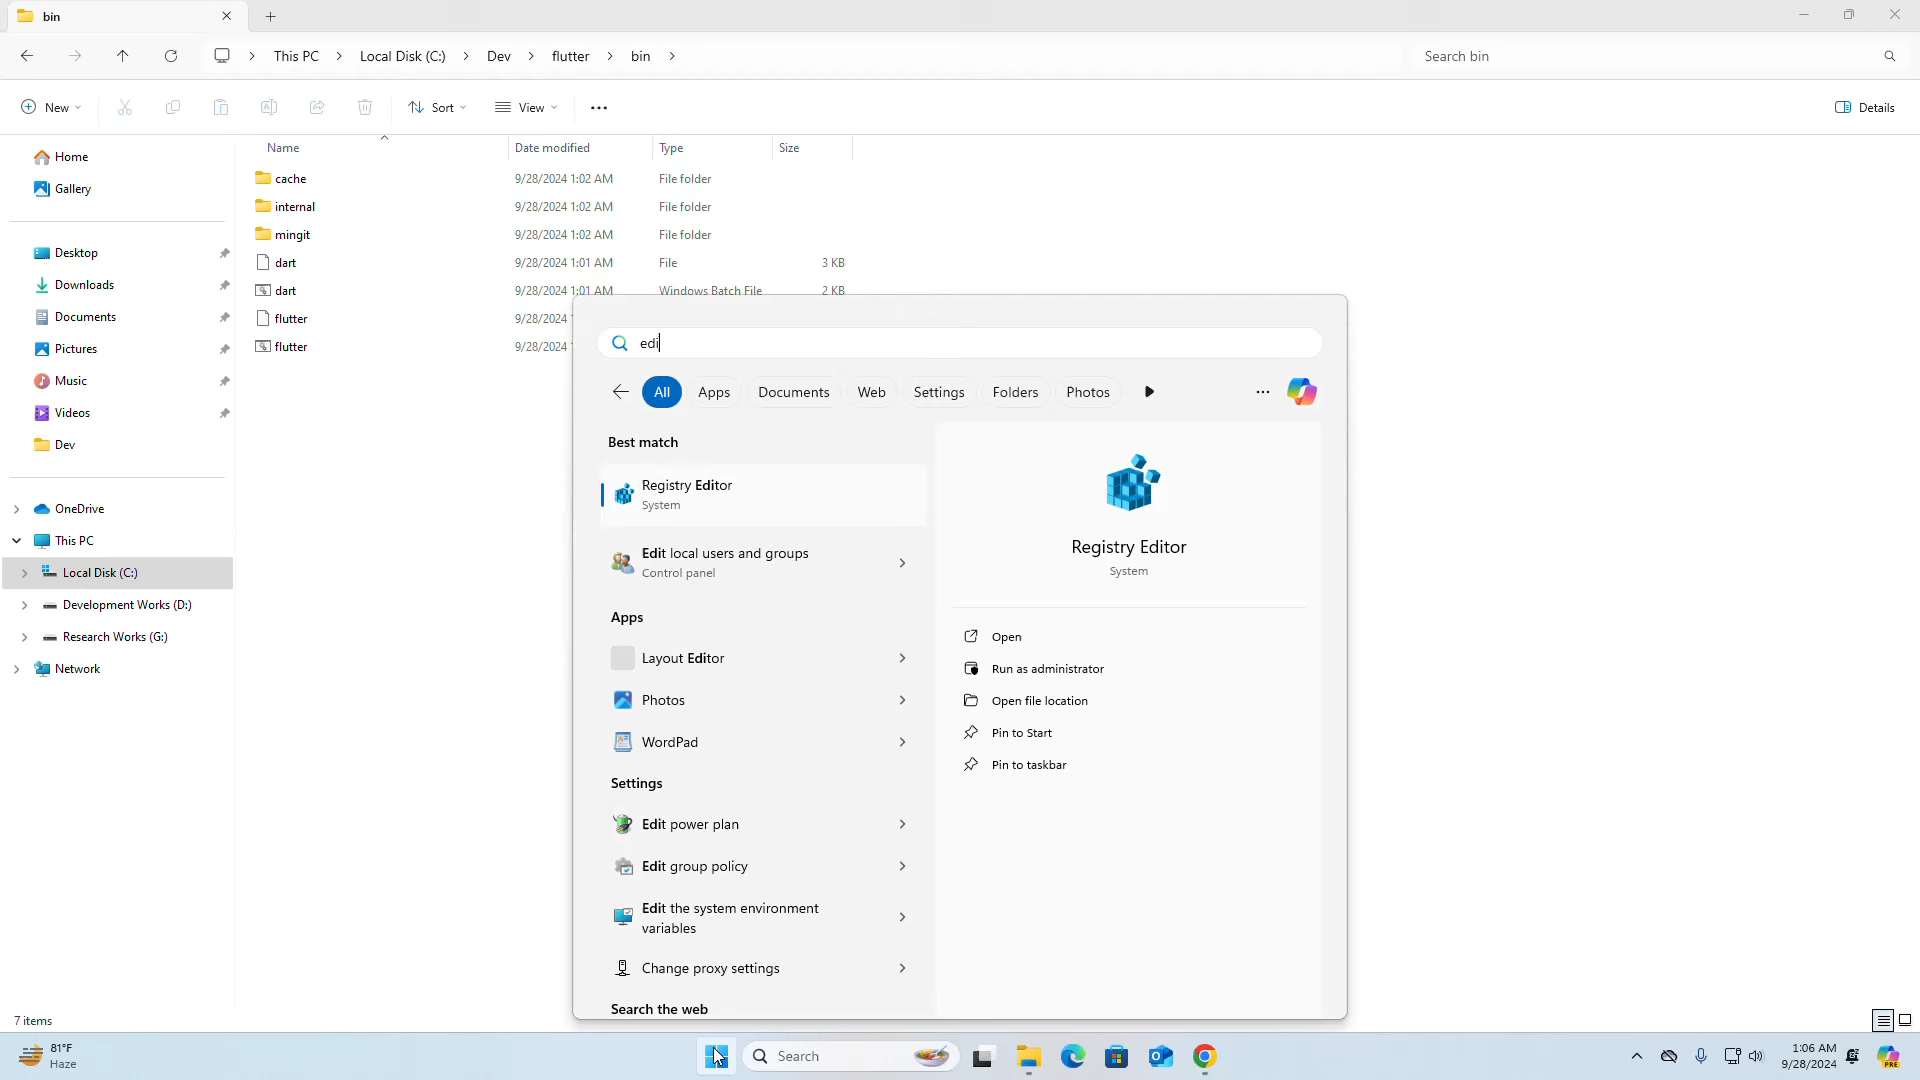 bin
This PC
Local Disk (C:)
Dev
flutter
bin
Search bin
New
Sort
View
Details
Name
Date modified
Type
Size
Home
Gallery
Desktop
Downloads
Documents
Pictures
Music
Videos
Dev
OneDrive
This PC
Local Disk (C:)
Development Works (D:)
Research Works (G:)
Network
cache 9/28/2024 1:02 AM File folder
internal 9/28/2024 1:02 AM File folder
mingit 9/28/2024 1:02 AM File folder
dart 9/28/2024 1:01 AM File 3 KB
dart 9/28/2024 1:01 AM Windows Batch File 2 KB
flutter 9/28/2024
flutter 9/28/2024
edi
All
Apps
Documents
Web
Settings
Folders
Photos
Best match
Registry Editor
System
Edit local users and groups
Control panel
Apps
Layout Editor
Photos
WordPad
Settings
Edit power plan
Edit group policy
Edit the system environment
variables
Change proxy settings
Search the web
Registry Editor
System
Open
Run as administrator
Open file location
Pin to Start
Pin to taskbar
7 items
81°F
Haze
Search
1:06 AM
9/28/2024
PRE